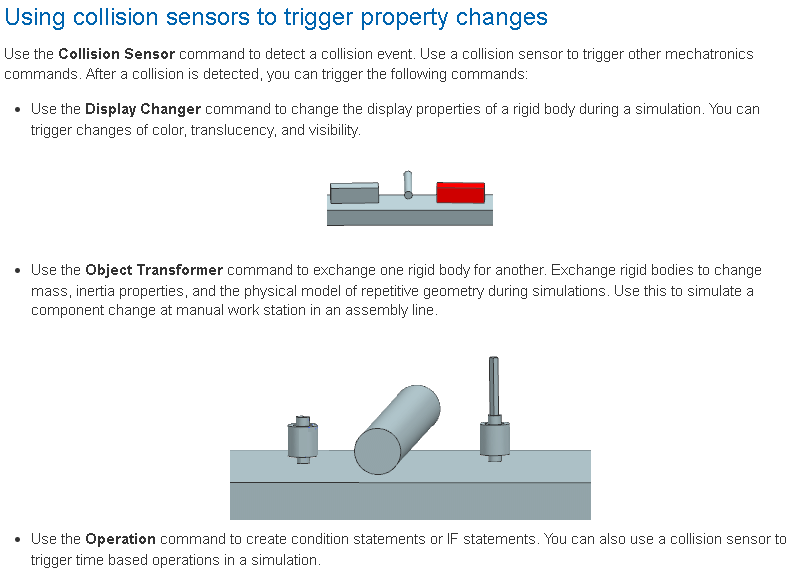 Using collision sensors to trigger property changes
Use the Collision Sensor command to detect a collision event. Use a collision sensor to trigger other mechatronics
commands. After a collision is detected, you can trigger the following commands:
• Use the Display Changer command to change the display properties of a rigid body during a simulation. You can
trigger changes of color, translucency, and visibility.
• Use the Object Transformer command to exchange one rigid body for another. Exchange rigid bodies to change
mass, inertia properties, and the physical model of repetitive geometry during simulations. Use this to simulate a
component change at manual work station in an assembly line.
• Use the Operation command to create condition statements or IF statements. You can also use a collision sensor to
trigger time based operations in a simulation.